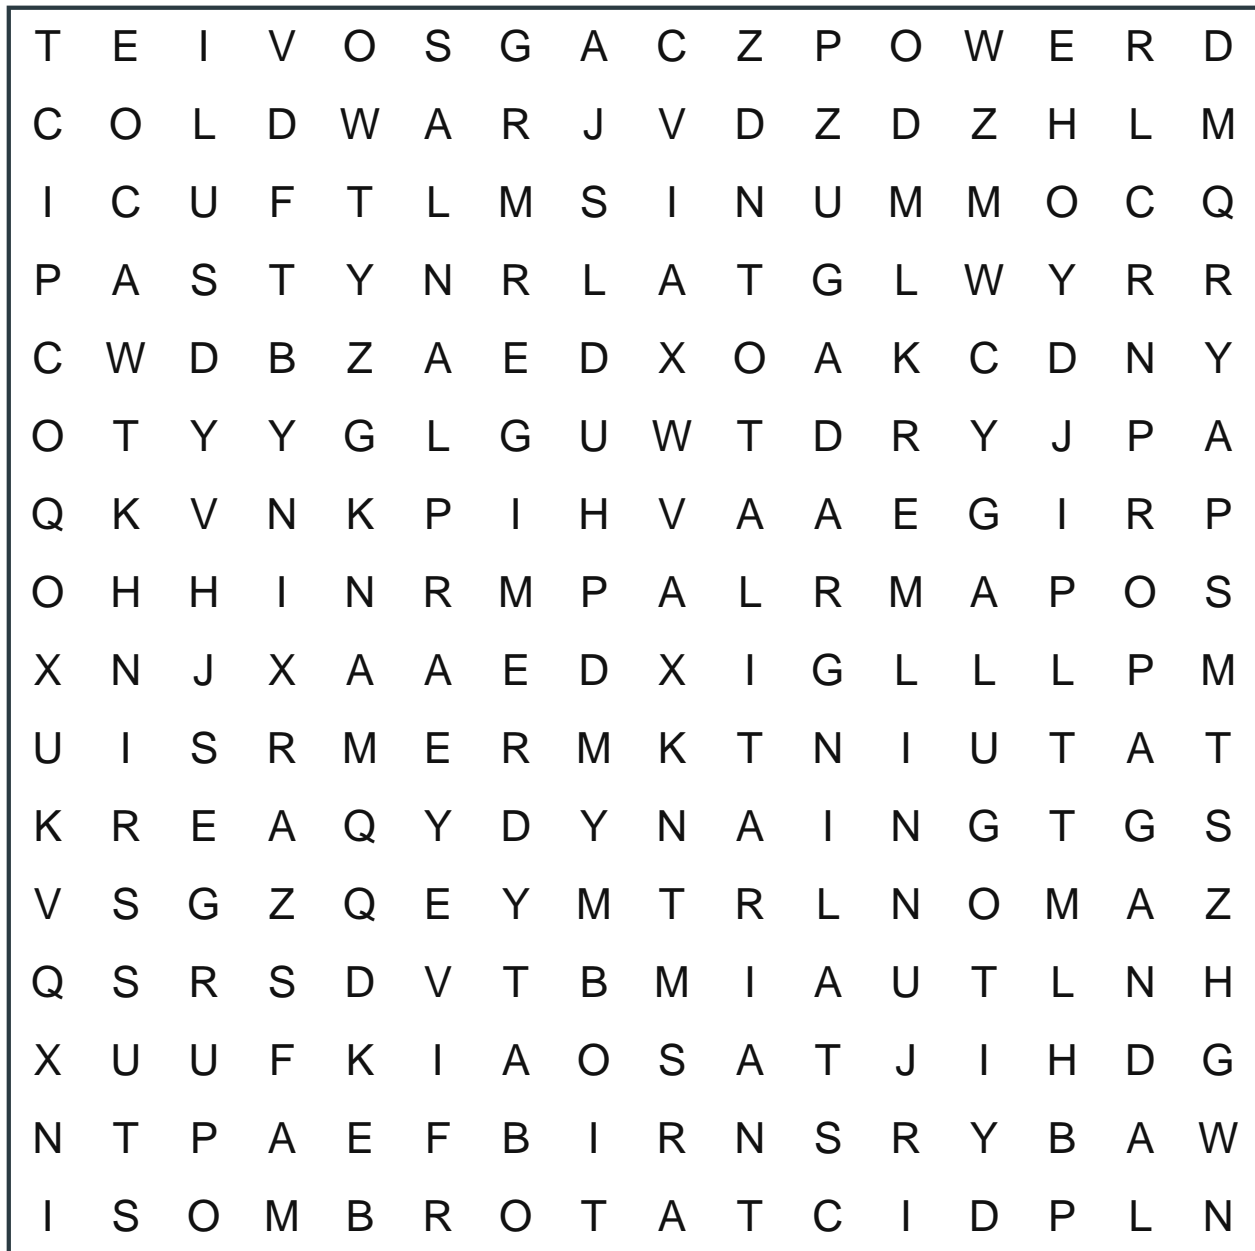 T E I V O S G A C Z P O W E R D
C O L D W A R J V D Z D Z H L M
I C U F T L M S I N U M M O C Q
P A S T Y N R L A T G L W Y R R
C W D B Z A E D X O A K C D N Y
O T Y Y G L G U W T D R Y J P A
Q K V N K P I H V A A E G I R P
O H H I N R M P A L R M A P O S
X N J X A A E D X I G L L L P M
U I S R M E R M K T N I U T A T
K R E A Q Y D Y N A I N G T G S
V S G Z Q E Y M T R L N O M A Z
Q S R S D V T B M I A U T L N H
X U U F K I A O S A T J I H D G
N T P A E F B I R N S R Y B A W
I S O M B R O T A T C I D P L N